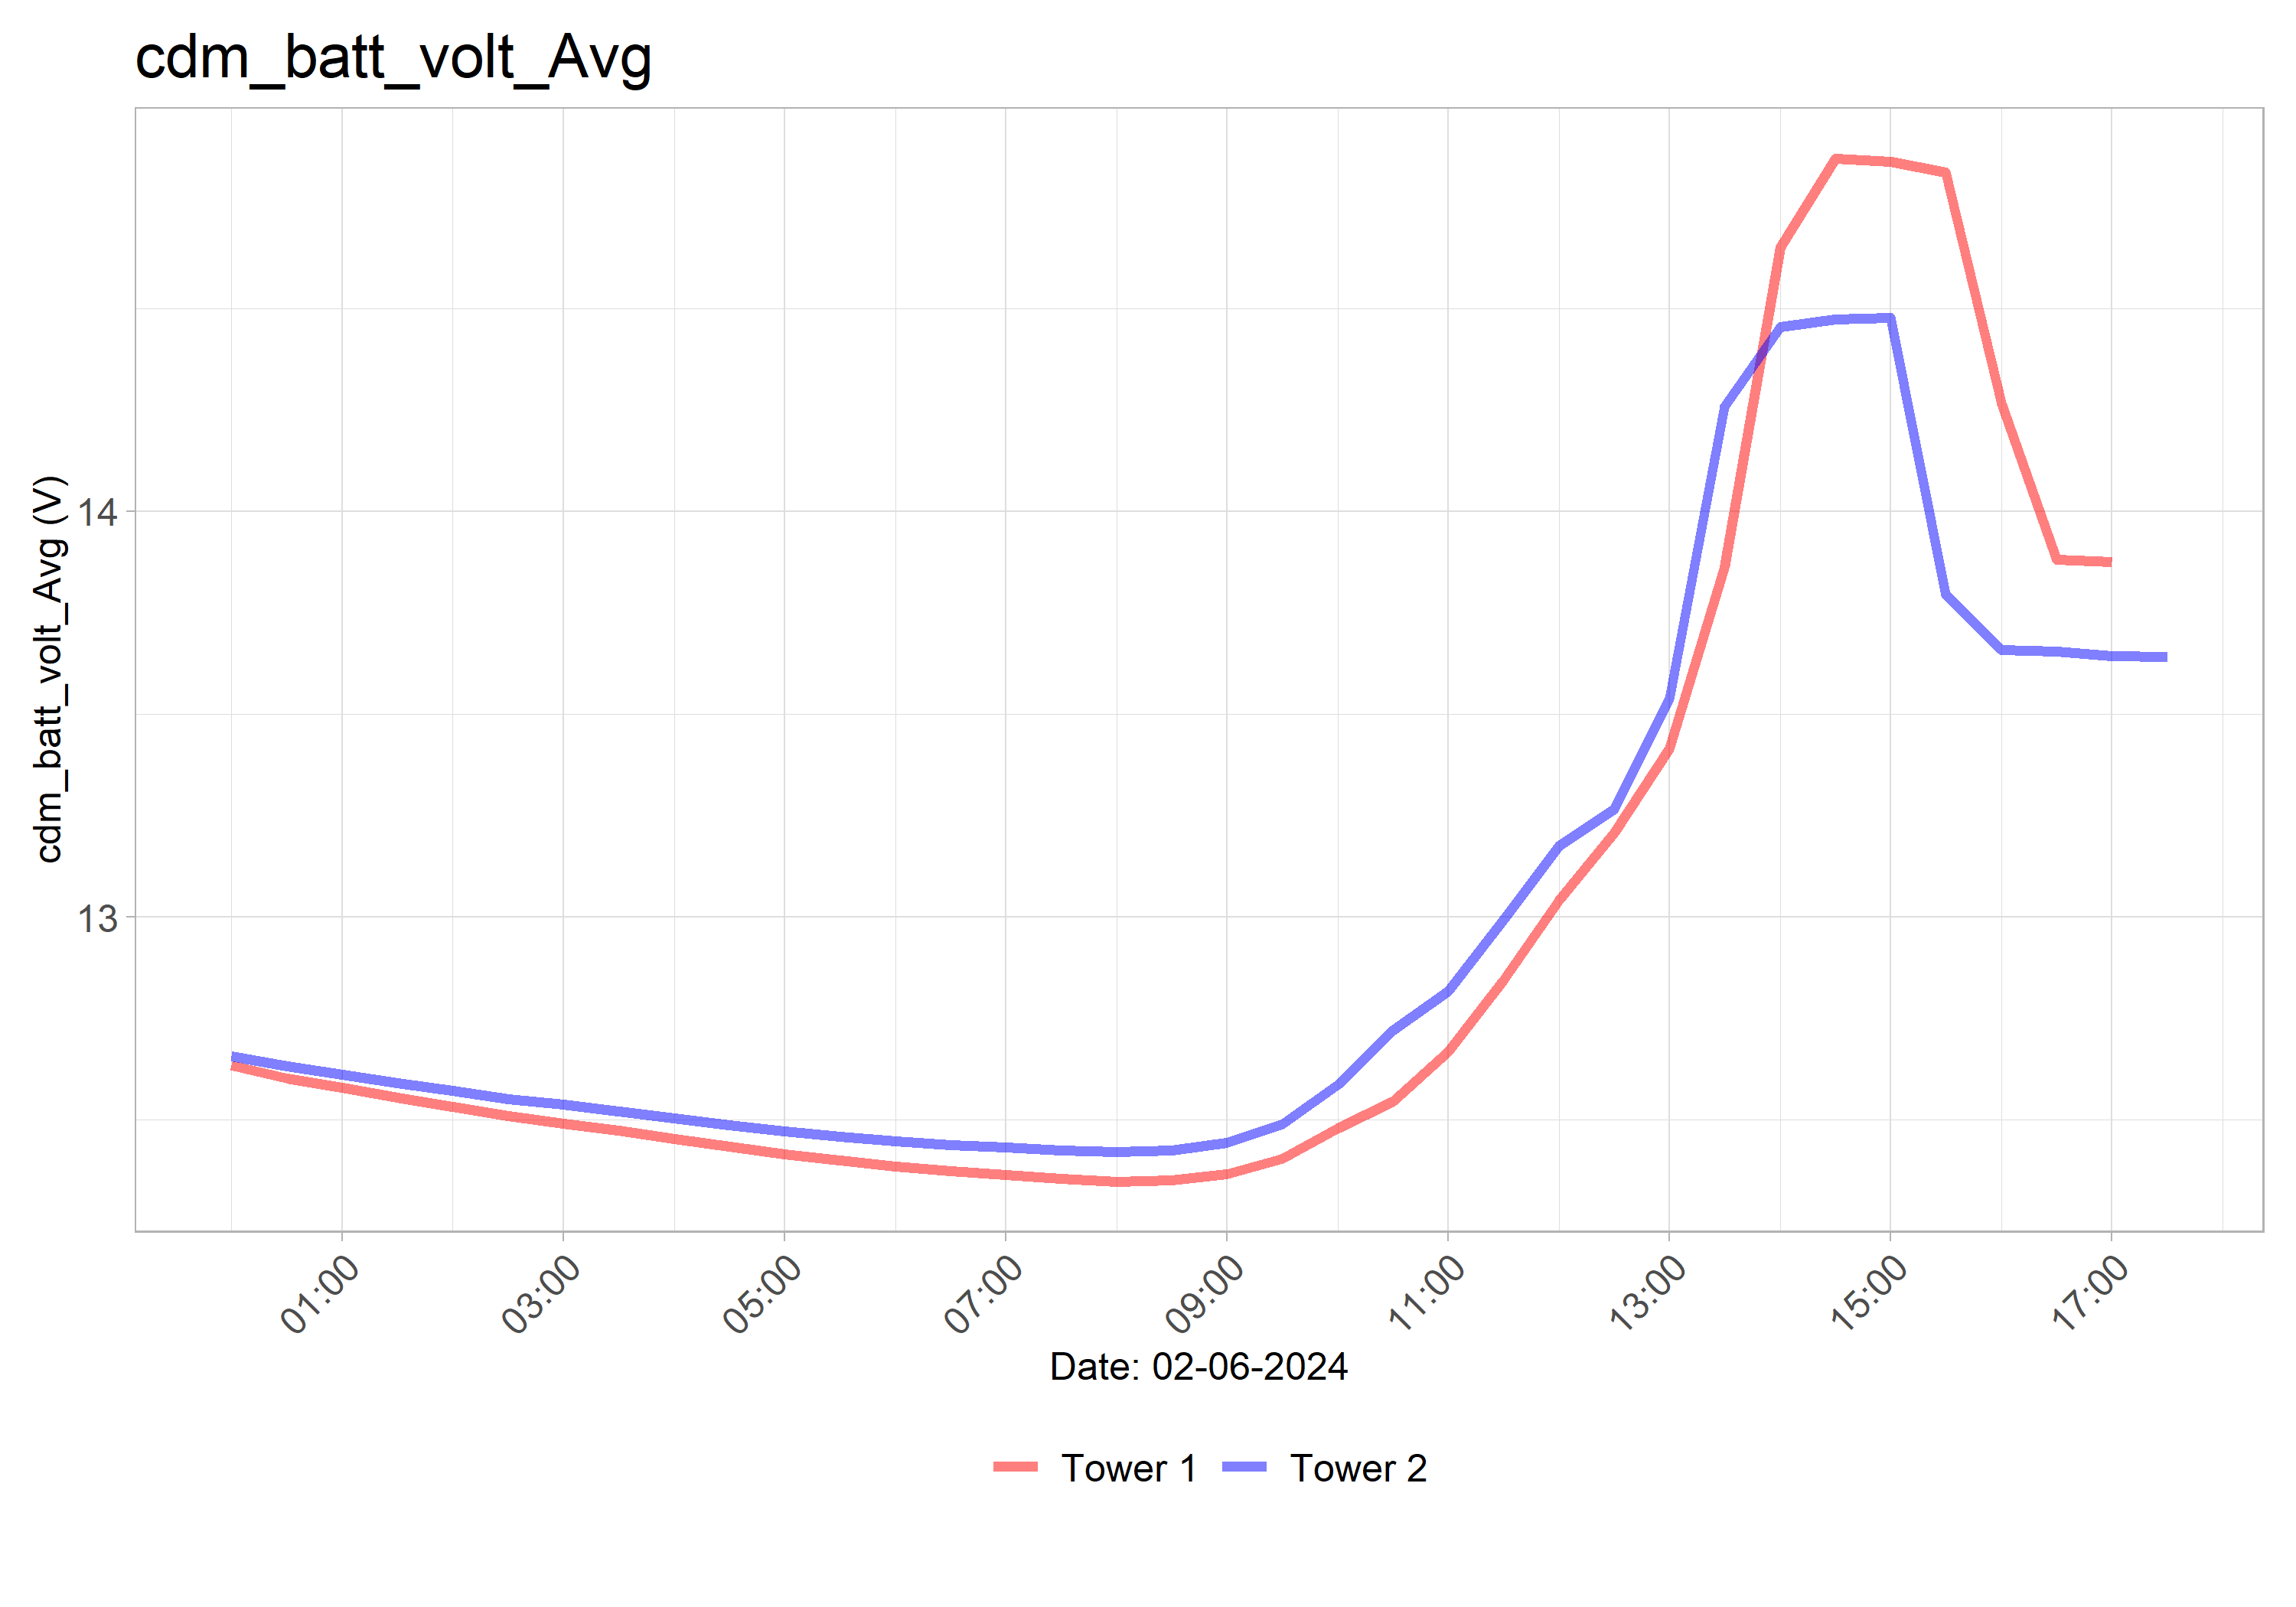 cdm_batt_volt_Avg
cdm_batt_volt_Avg (V)
14
13
01:00
03:00
05:00
07:00
09:00
11:00
13:00
15:00
17:00
Date: 02-06-2024
Tower 1
Tower 2